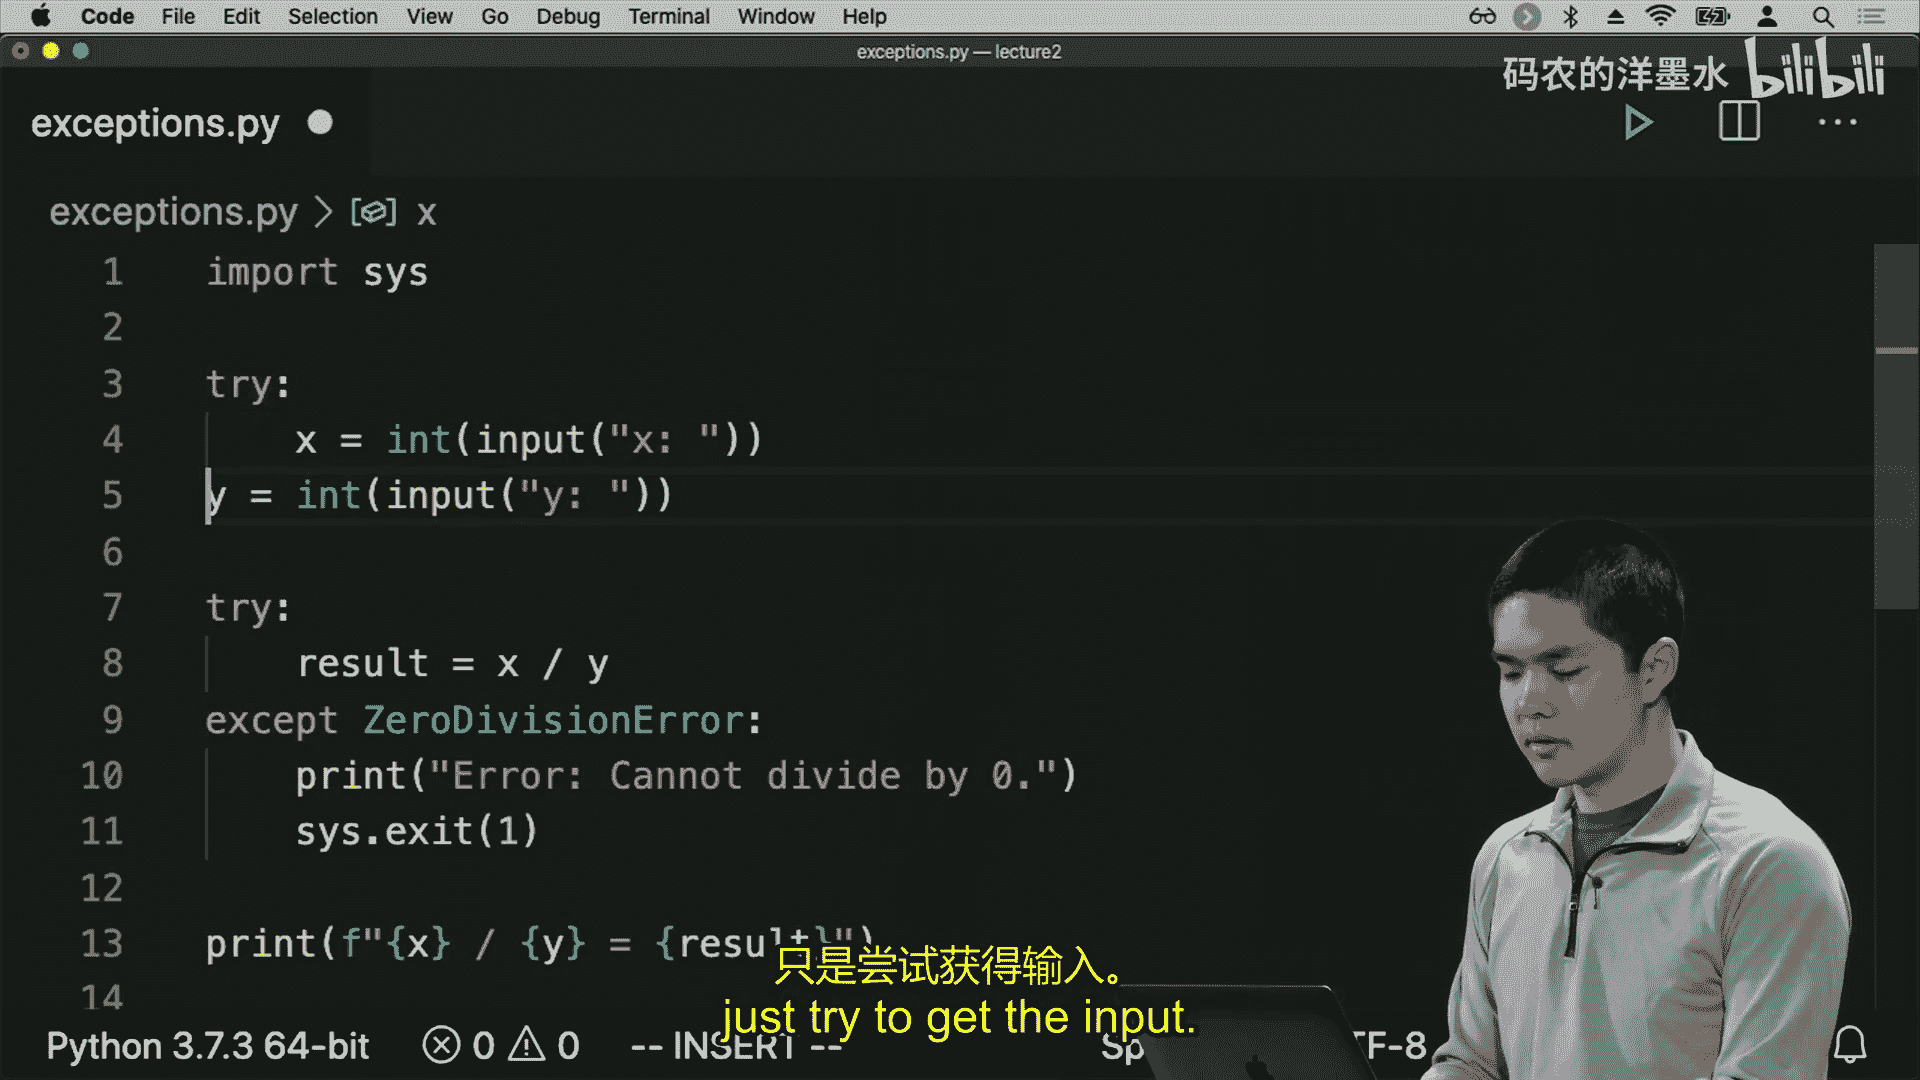 Code File Edit Selection View Go Debug Terminal Window Help
exceptions.py — lecture2
码农的洋墨水 bilibili
exceptions.py
exceptions.py > x
1 import sys
2
3 try:
4 x = int(input("x: "))
5 y = int(input("y: "))
6
7 try:
8 result = x / y
9 except ZeroDivisionError:
10 print("Error: Cannot divide by 0.")
11 sys.exit(1)
12
13 print(f"{x} / {y} = {result}")
14
只是尝试获得输入。
just try to get the input.
Python 3.7.3 64-bit 0 0 -- INSERT --